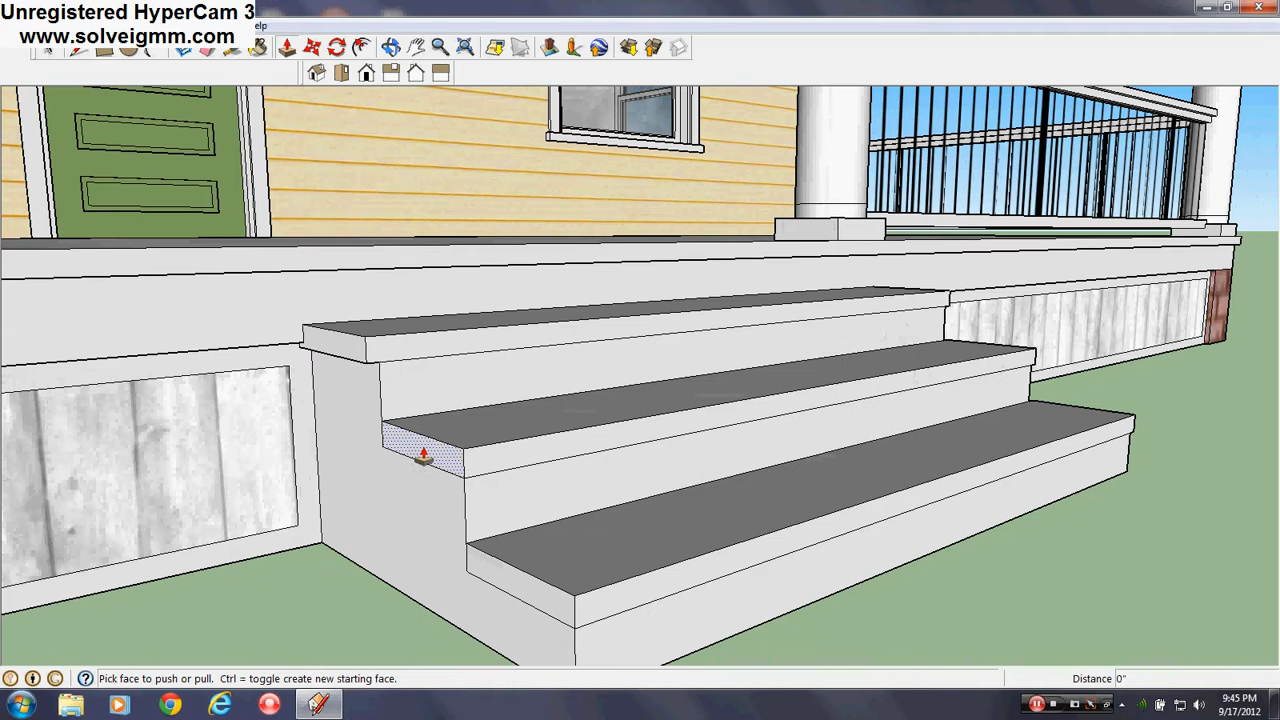 Unregistered HyperCam 3
www.solveigmm.com
elp
Pick face to push or pull. Ctrl = toggle create new starting face.
Distance 0"
9:45 PM
9/17/2012